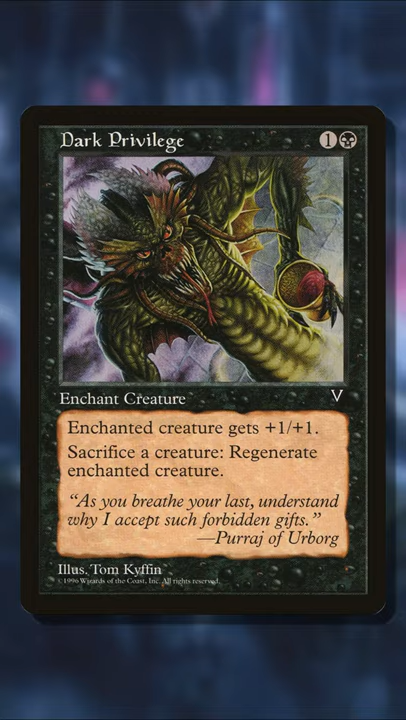 Dark Privilege 1
Enchant Creature V
Enchanted creature gets +1/+1.
Sacrifice a creature: Regenerate
enchanted creature.
“As you breathe your last, understand
why I accept such forbidden gifts.”
—Purraj of Urborg
Illus. Tom Kyffin
©1996 Wizards of the Coast, Inc. All rights reserved.